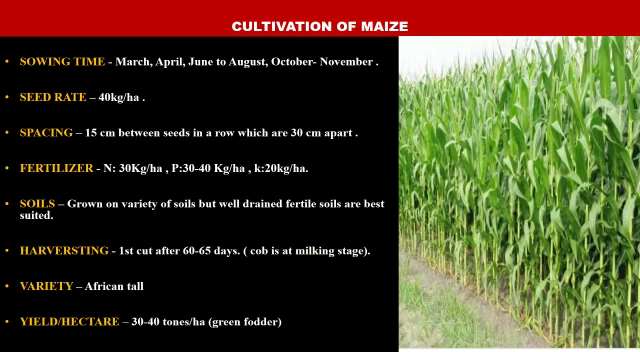 CULTIVATION OF MAIZE
• SOWING TIME - March, April, June to August, October- November .
• SEED RATE – 40kg/ha .
• SPACING – 15 cm between seeds in a row which are 30 cm apart .
• FERTILIZER - N: 30Kg/ha , P:30-40 Kg/ha , k:20kg/ha.
• SOILS – Grown on variety of soils but well drained fertile soils are best
suited.
• HARVERSTING - 1st cut after 60-65 days. ( cob is at milking stage).
• VARIETY – African tall
• YIELD/HECTARE – 30-40 tones/ha (green fodder)